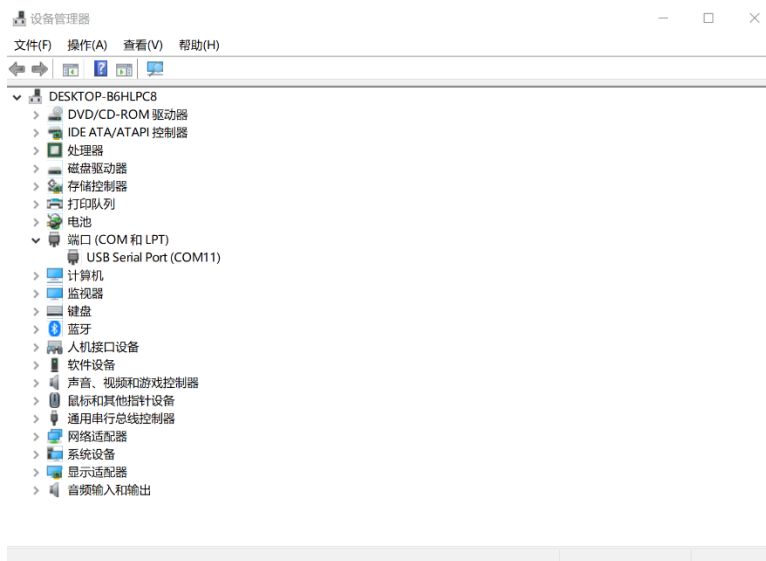 设备管理器
文件(F) 操作(A) 查看(V) 帮助(H)
DESKTOP-B6HLPC8
DVD/CD-ROM 驱动器
IDE ATA/ATAPI 控制器
处理器
磁盘驱动器
存储控制器
打印队列
电池
端口 (COM 和 LPT)
USB Serial Port (COM11)
计算机
监视器
键盘
蓝牙
人机接口设备
软件设备
声音、视频和游戏控制器
鼠标和其他指针设备
通用串行总线控制器
网络适配器
系统设备
显示适配器
音频输入和输出